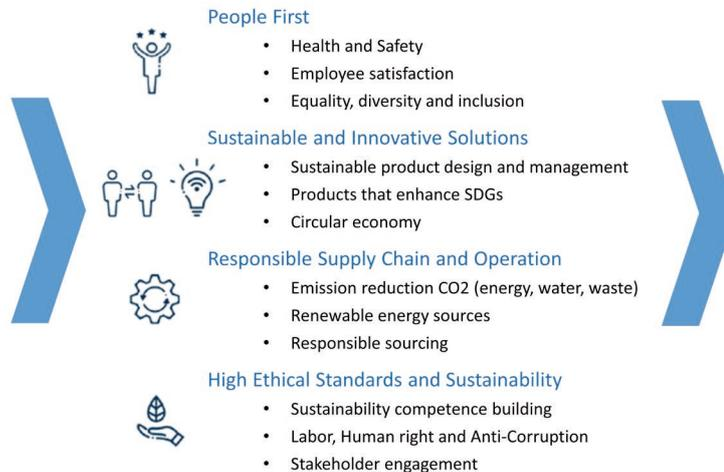 People First
• Health and Safety
• Employee satisfaction
• Equality, diversity and inclusion
Sustainable and Innovative Solutions
• Sustainable product design and management
• Products that enhance SDGs
• Circular economy
Responsible Supply Chain and Operation
• Emission reduction CO2 (energy, water, waste)
• Renewable energy sources
• Responsible sourcing
High Ethical Standards and Sustainability
• Sustainability competence building
• Labor, Human right and Anti-Corruption
• Stakeholder engagement